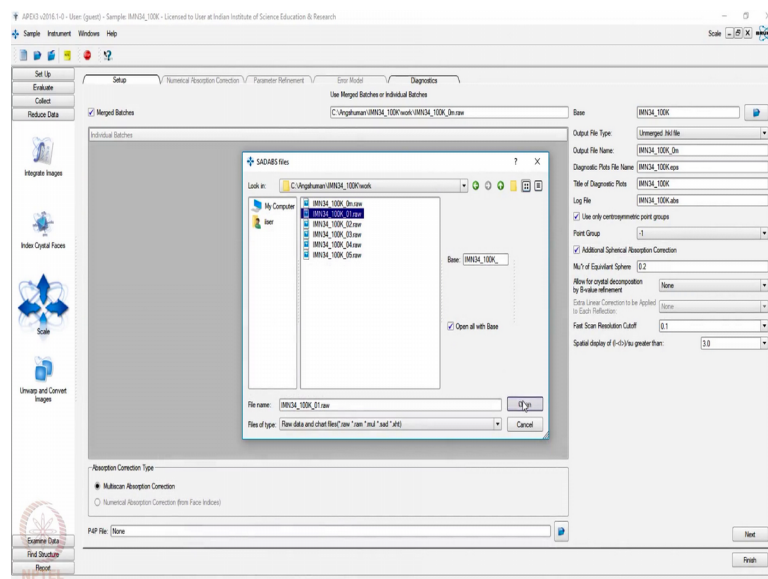 APEX3 v2016.1-0 - User: (guest) - Sample: IMN34_100K - Licensed to User at Indian Institute of Science Education & Research
Sample Instrument Windows Help
Scale
Set Up
Evaluate
Collect
Reduce Data
Integrate Images
Index Crystal Faces
Scale
Unwarp and Convert
Images
Examine Data
Find Structure
Report
NPTEL
Setup
Numerical Absorption Correction
Parameter Refinement
Error Model
Diagnostics
Use Merged Batches or Individual Batches
Merged Batches
C:\Angshuman\IMN34_100K\work\IMN34_100K_0m.raw
Individual Batches
SADABS files
Look in: C:\Angshuman\IMN34_100K\work
My Computer
user
IMN34_100K_0m.raw
IMN34_100K_01.raw
IMN34_100K_02.raw
IMN34_100K_03.raw
IMN34_100K_04.raw
IMN34_100K_05.raw
Base: IMN34_100K_
Open all with Base
File name: IMN34_100K_01.raw
Open
Files of type: Raw data and chart files(*.raw *.ram *.mul *.sad *.sht)
Cancel
Absorption Correction Type
Multiscan Absorption Correction
Numerical Absorption Correction (from Face Indices)
P4P File: None
Base IMN34_100K
Output File Type: Unmerged .hkl file
Output File Name: IMN34_100K_0m
Diagnostic Plots File Name IMN34_100K.eps
Title of Diagnostic Plots IMN34_100K
Log File IMN34_100K.abs
Use only centrosymmetric point groups
Point Group -1
Additional Spherical Absorption Correction
Mu*r of Equivilant Sphere 0.2
Allow for crystal decomposition
by B-value refinement None
Extra Linear Correction to be Applied
to Each Reflection: None
Fast Scan Resolution Cutoff 0.1
Spatial display of (I-<I>)/su greater than: 3.0
Next
Finish